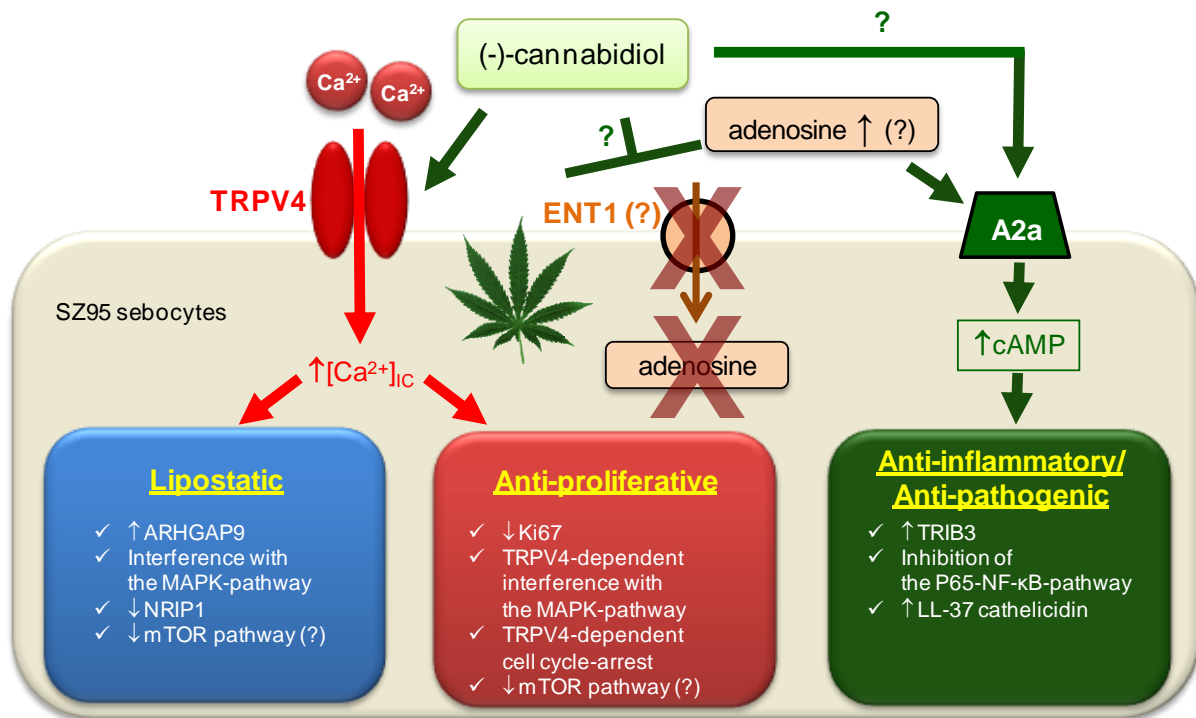 ?
(-)-cannabidiol
Ca²⁺
Ca²⁺
?
adenosine ↑ (?)
TRPV4
ENT1 (?)
A2a
SZ95 sebocytes
↑cAMP
adenosine
↑[Ca²⁺]IC
Lipostatic
✓ ↑ARHGAP9
✓ Interference with
the MAPK-pathway
✓ ↓NRIP1
✓ ↓mTOR pathway (?)
Anti-proliferative
✓ ↓Ki67
✓ TRPV4-dependent
interference with
the MAPK-pathway
✓ TRPV4-dependent
cell cycle-arrest
✓ ↓mTOR pathway (?)
Anti-inflammatory/
Anti-pathogenic
✓ ↑TRIB3
✓ Inhibition of
the P65-NF-κB-pathway
✓ ↑LL-37 cathelicidin